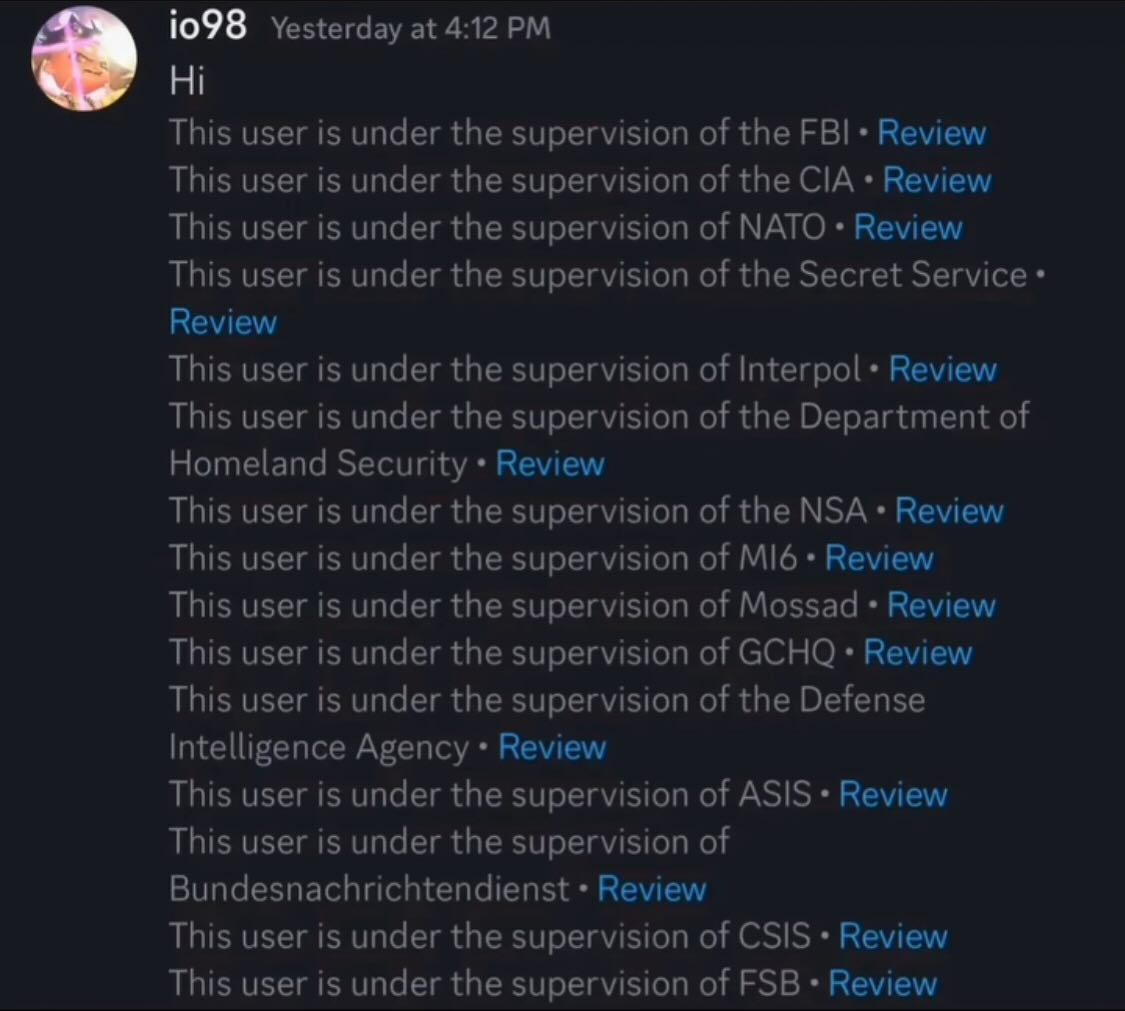 io98 Yesterday at 4:12 PM
Hi
This user is under the supervision of the FBI • Review
This user is under the supervision of the CIA • Review
This user is under the supervision of NATO • Review
This user is under the supervision of the Secret Service •
Review
This user is under the supervision of Interpol • Review
This user is under the supervision of the Department of
Homeland Security • Review
This user is under the supervision of the NSA • Review
This user is under the supervision of MI6 • Review
This user is under the supervision of Mossad • Review
This user is under the supervision of GCHQ • Review
This user is under the supervision of the Defense
Intelligence Agency • Review
This user is under the supervision of ASIS • Review
This user is under the supervision of
Bundesnachrichtendienst • Review
This user is under the supervision of CSIS • Review
This user is under the supervision of FSB • Review